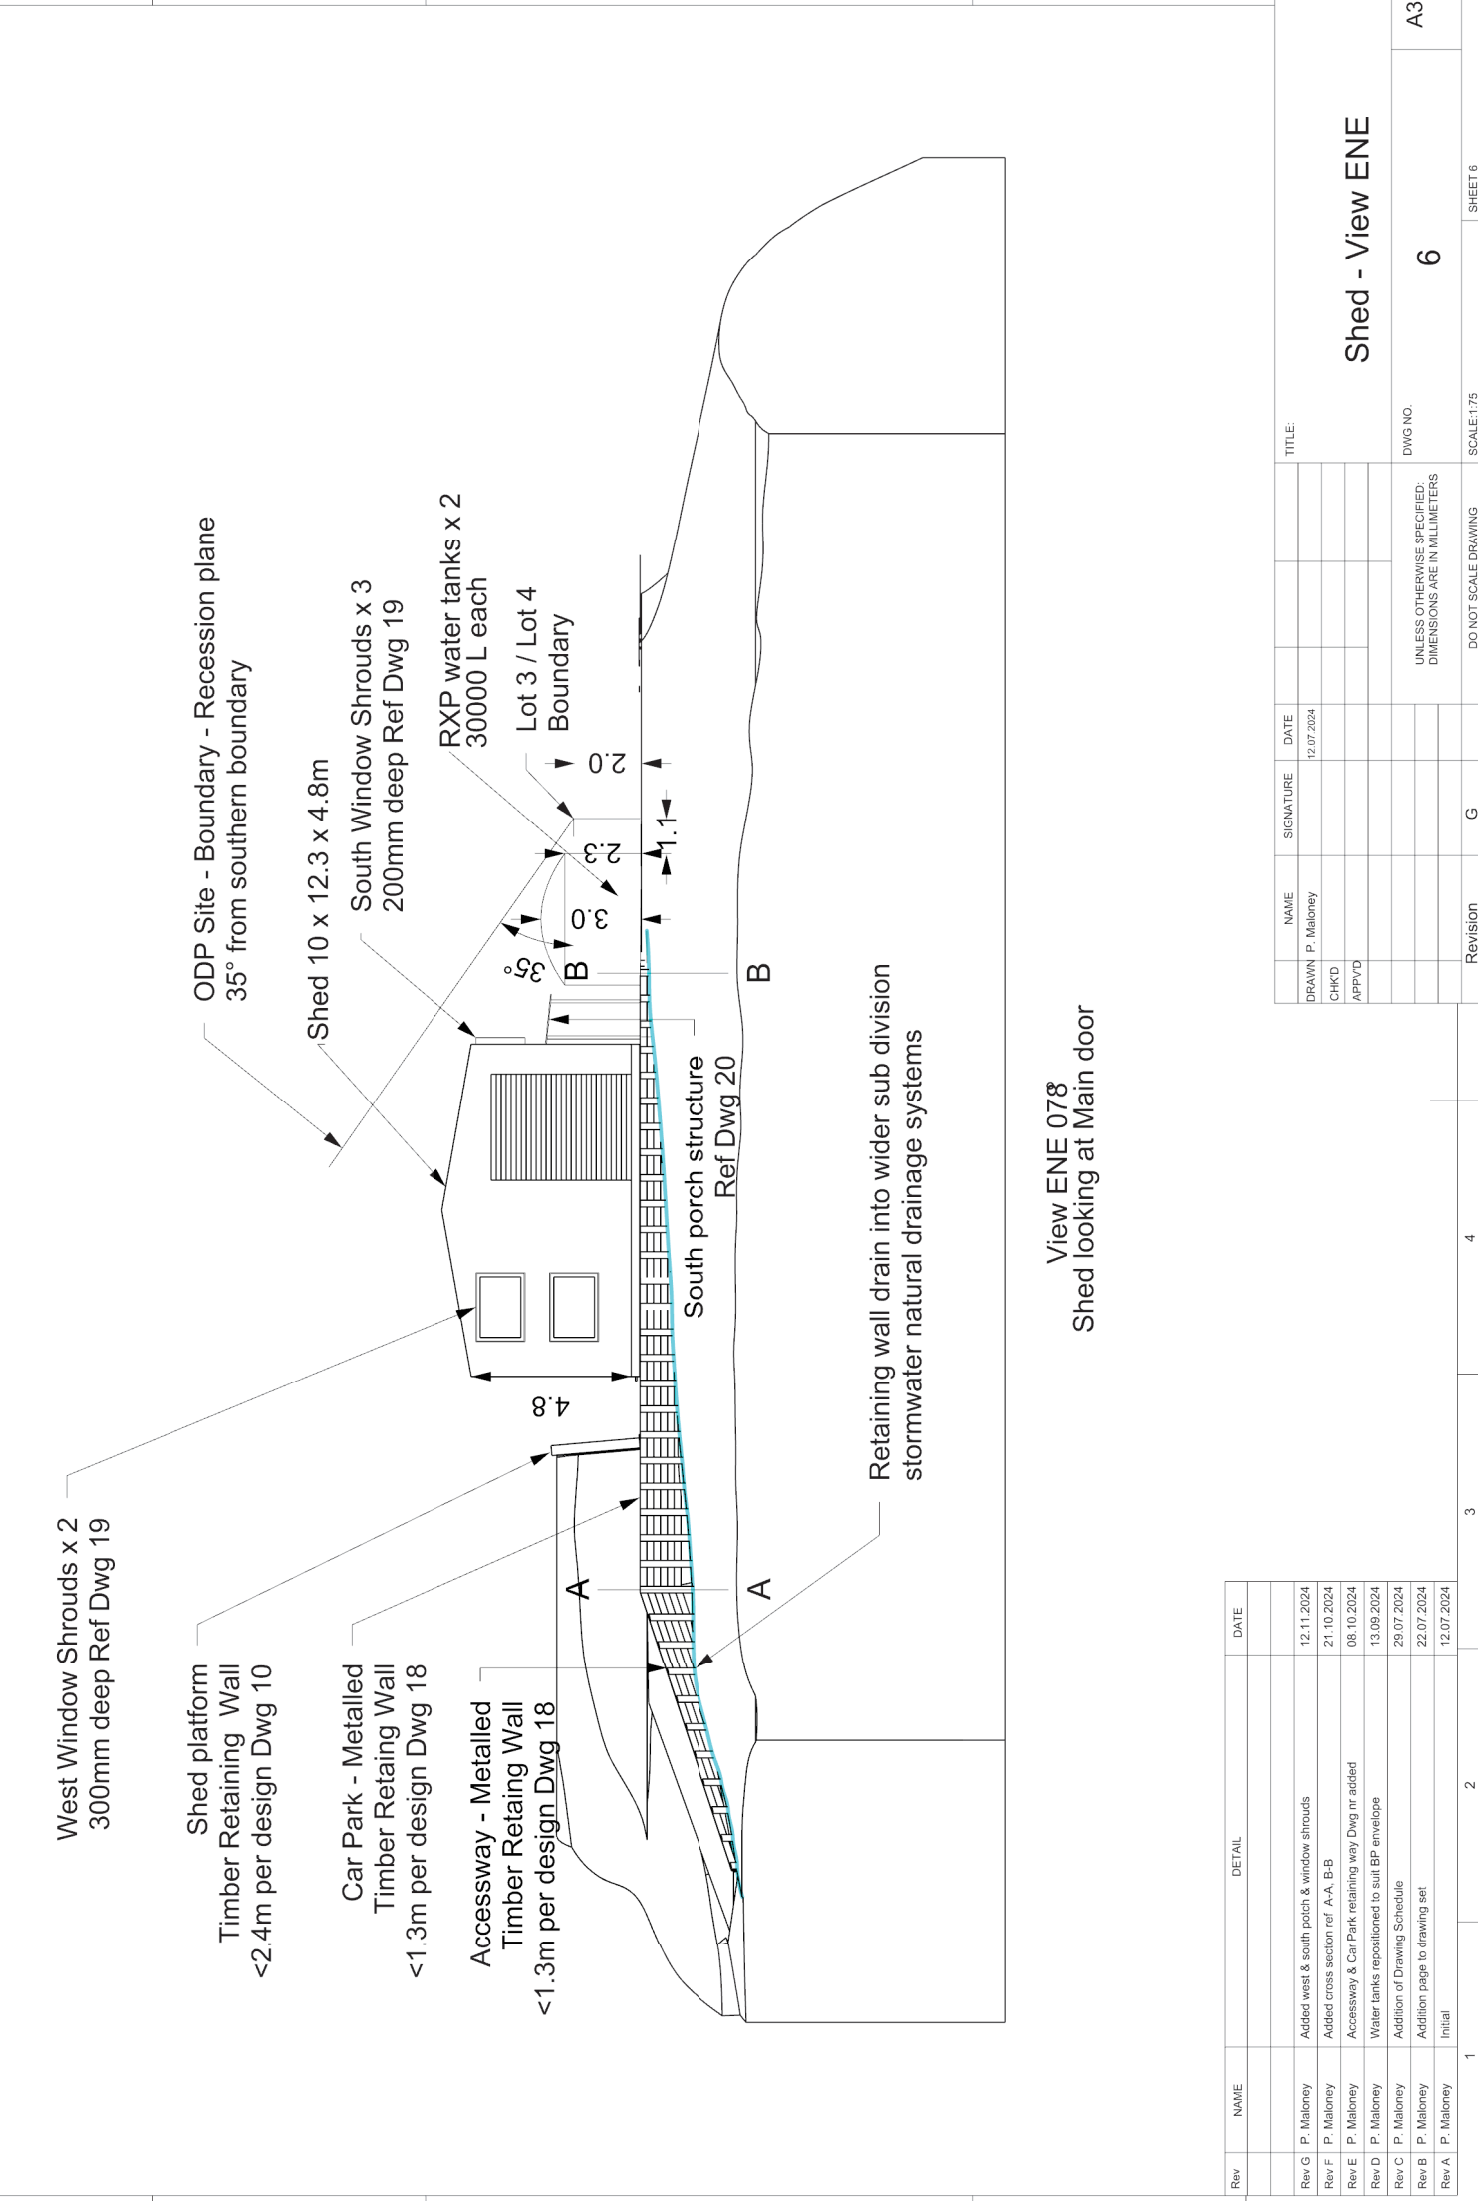 West Window Shrouds x 2
300mm deep Ref Dwg 19
Shed platform
Timber Retaining Wall
<2.4m per design Dwg 10
Car Park - Metalled
Timber Retaing Wall
<1.3m per design Dwg 18
Accessway - Metalled
Timber Retaing Wall
<1.3m per design Dwg 18
ODP Site - Boundary - Recession plane
35° from southern boundary
Shed 10 x 12.3 x 4.8m
South Window Shrouds x 3
200mm deep Ref Dwg 19
RXP water tanks x 2
30000 L each
Lot 3 / Lot 4
Boundary
4.8
35°
3.0
2.3
2.0
1.1
A
A
B
B
South porch structure
Ref Dwg 20
Retaining wall drain into wider sub division
stormwater natural drainage systems
View ENE 078°
Shed looking at Main door
Rev NAME DETAIL DATE
Rev G P. Maloney Added west & south potch & window shrouds 12.11.2024
Rev F P. Maloney Added cross secton ref A-A, B-B 21.10.2024
Rev E P. Maloney Accessway & Car Park retaining way Dwg nr added 08.10.2024
Rev D P. Maloney Water tanks repositioned to suit BP envelope 13.09.2024
Rev C P. Maloney Addition of Drawing Schedule 29.07.2024
Rev B P. Maloney Addition page to drawing set 22.07.2024
Rev A P. Maloney Initial 12.07.2024
1 2 3 4
NAME SIGNATURE DATE
DRAWN P. Maloney 12.07.2024
CHK'D
APPV'D
Revision G
UNLESS OTHERWISE SPECIFIED:
DIMENSIONS ARE IN MLLIMETERS
DO NOT SCALE DRAWING
TITLE:
Shed - View ENE
DWG NO.
6
A3
SCALE:1:75
SHEET 6